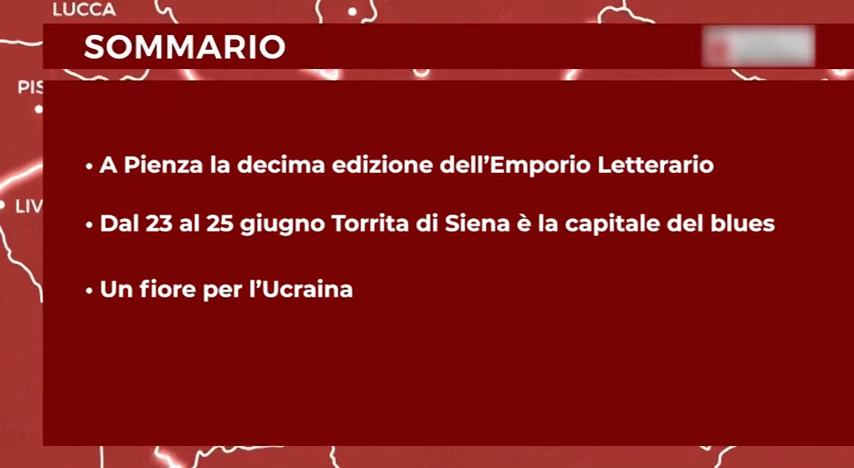 LUCCA
SOMMARIO
PIS
• A Pienza la decima edizione dell’Emporio Letterario
LIV
• Dal 23 al 25 giugno Torrita di Siena è la capitale del blues
• Un fiore per l’Ucraina